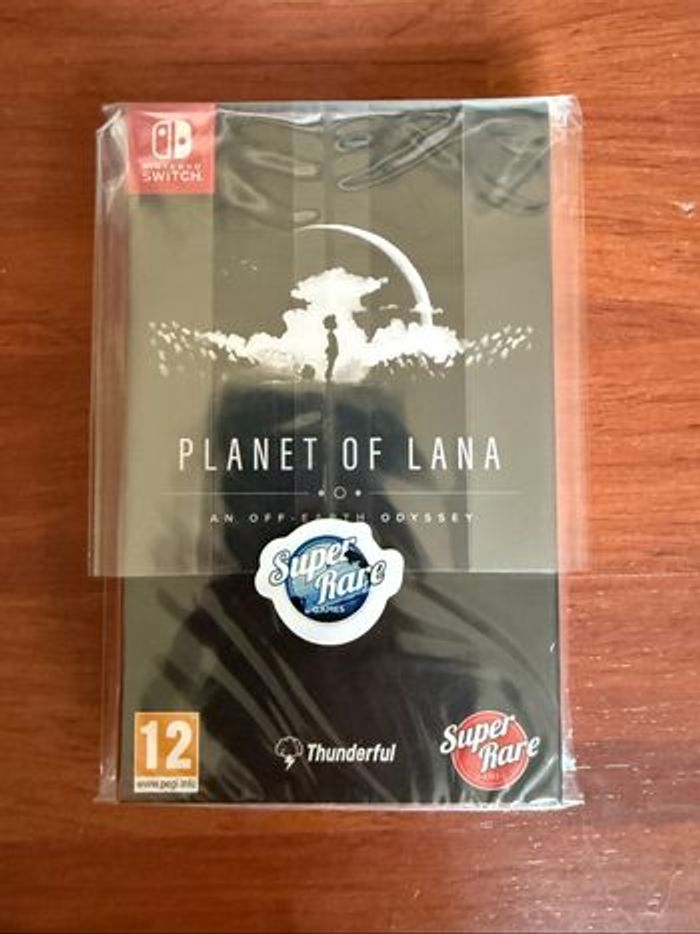 NINTENDO
SWITCH
PLANET OF LANA
AN OFF-EARTH ODYSSEY
Super
Rare
GAMES
12
www.pegi.info
Thunderful
Super
Rare